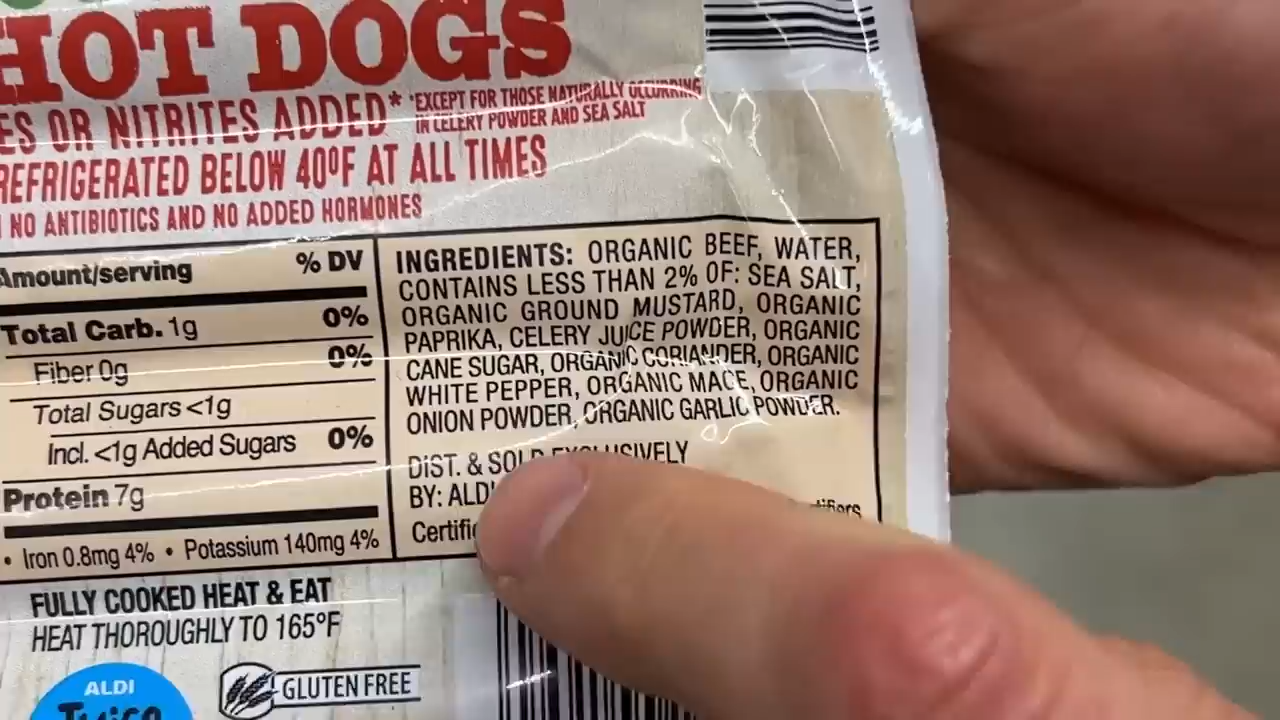 HOT DOGS
ES OR NITRITES ADDED* *EXCEPT FOR THOSE NATURALLY OCCURRING
IN CELERY POWDER AND SEA SALT
REFRIGERATED BELOW 40ºF AT ALL TIMES
NO ANTIBIOTICS AND NO ADDED HORMONES
Amount/serving % DV
Total Carb. 1g 0%
Fiber 0g 0%
Total Sugars <1g
Incl. <1g Added Sugars 0%
Protein 7g
• Iron 0.8mg 4% • Potassium 140mg 4%
INGREDIENTS: ORGANIC BEEF, WATER,
CONTAINS LESS THAN 2% OF: SEA SALT,
ORGANIC GROUND MUSTARD, ORGANIC
PAPRIKA, CELERY JUICE POWDER, ORGANIC
CANE SUGAR, ORGANIC CORIANDER, ORGANIC
WHITE PEPPER, ORGANIC MACE, ORGANIC
ONION POWDER, ORGANIC GARLIC POWDER.
DIST. & SOLD EXCLUSIVELY
BY: ALDI
FULLY COOKED HEAT & EAT
HEAT THOROUGHLY TO 165°F
ALDI
Twice
GLUTEN FREE